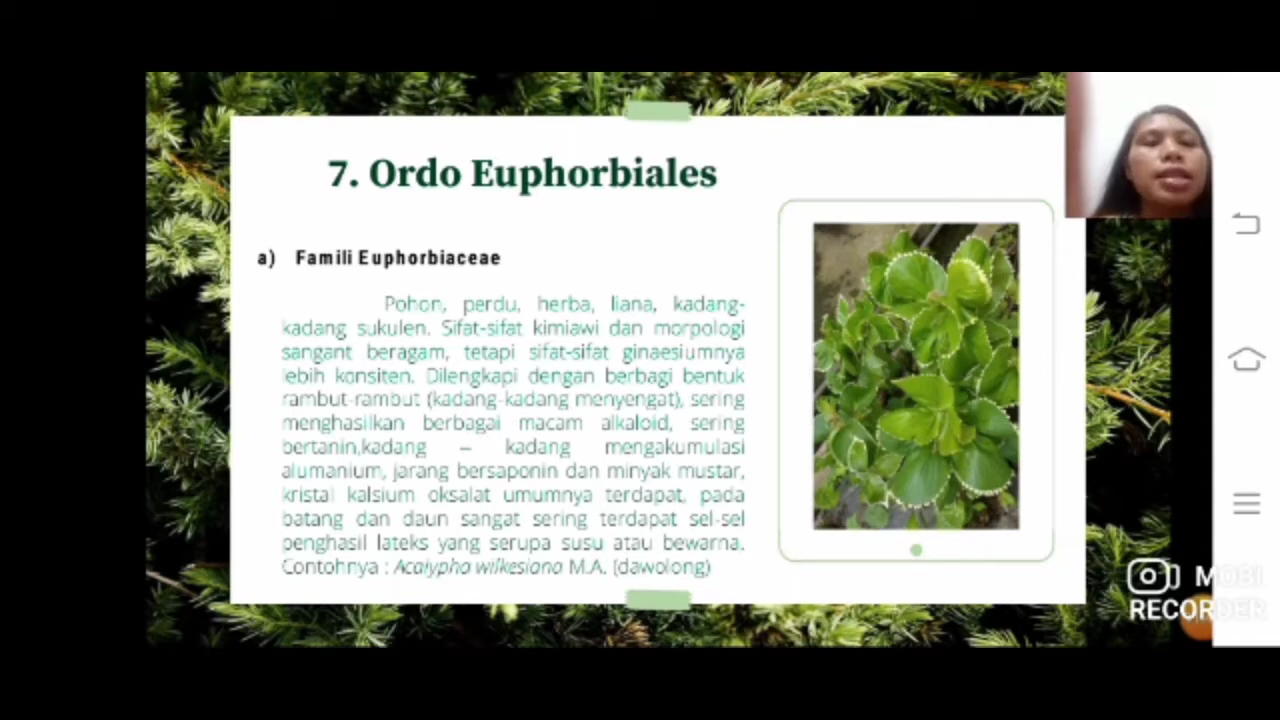 7. Ordo Euphorbiales
a) Famili Euphorbiaceae
Pohon, perdu, herba, liana, kadang-
kadang sukulen. Sifat-sifat kimiawi dan morpologi
sangant beragam, tetapi sifat-sifat ginaesiumnya
lebih konsiten. Dilengkapi dengan berbagi bentuk
rambut-rambut (kadang-kadang menyengat), sering
menghasilkan berbagai macam alkaloid, sering
bertanin,kadang – kadang mengakumulasi
alumanium, jarang bersaponin dan minyak mustar,
kristal kalsium oksalat umumnya terdapat, pada
batang dan daun sangat sering terdapat sel-sel
penghasil lateks yang serupa susu atau bewarna.
Contohnya : Acalypha wilkesiana M.A. (dawolong)
MOBI
RECORDER